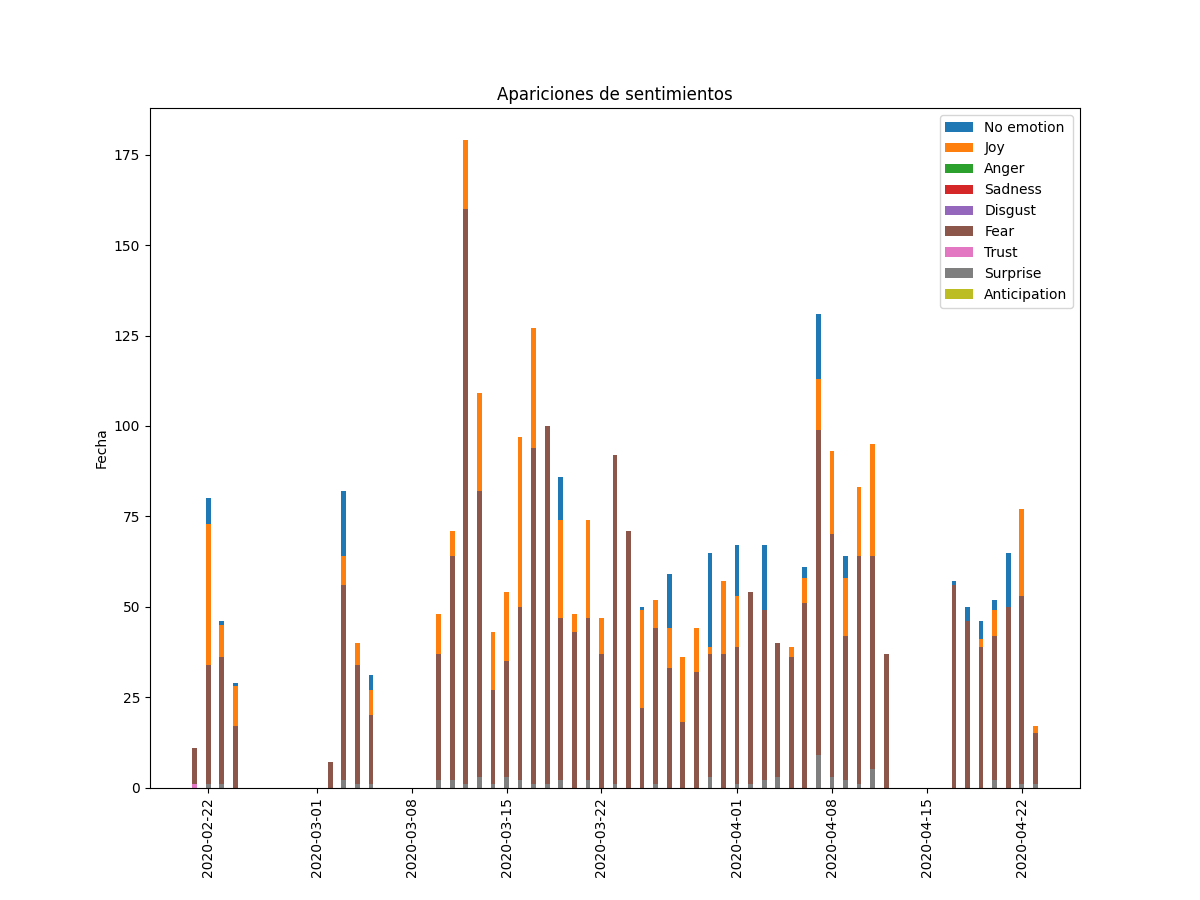 Apariciones de sentimientos
No emotion
Joy
Anger
Sadness
Disgust
Fear
Trust
Surprise
Anticipation
Fecha
175
150
125
100
75
50
25
0
2020-02-22
2020-03-01
2020-03-08
2020-03-15
2020-03-22
2020-04-01
2020-04-08
2020-04-15
2020-04-22